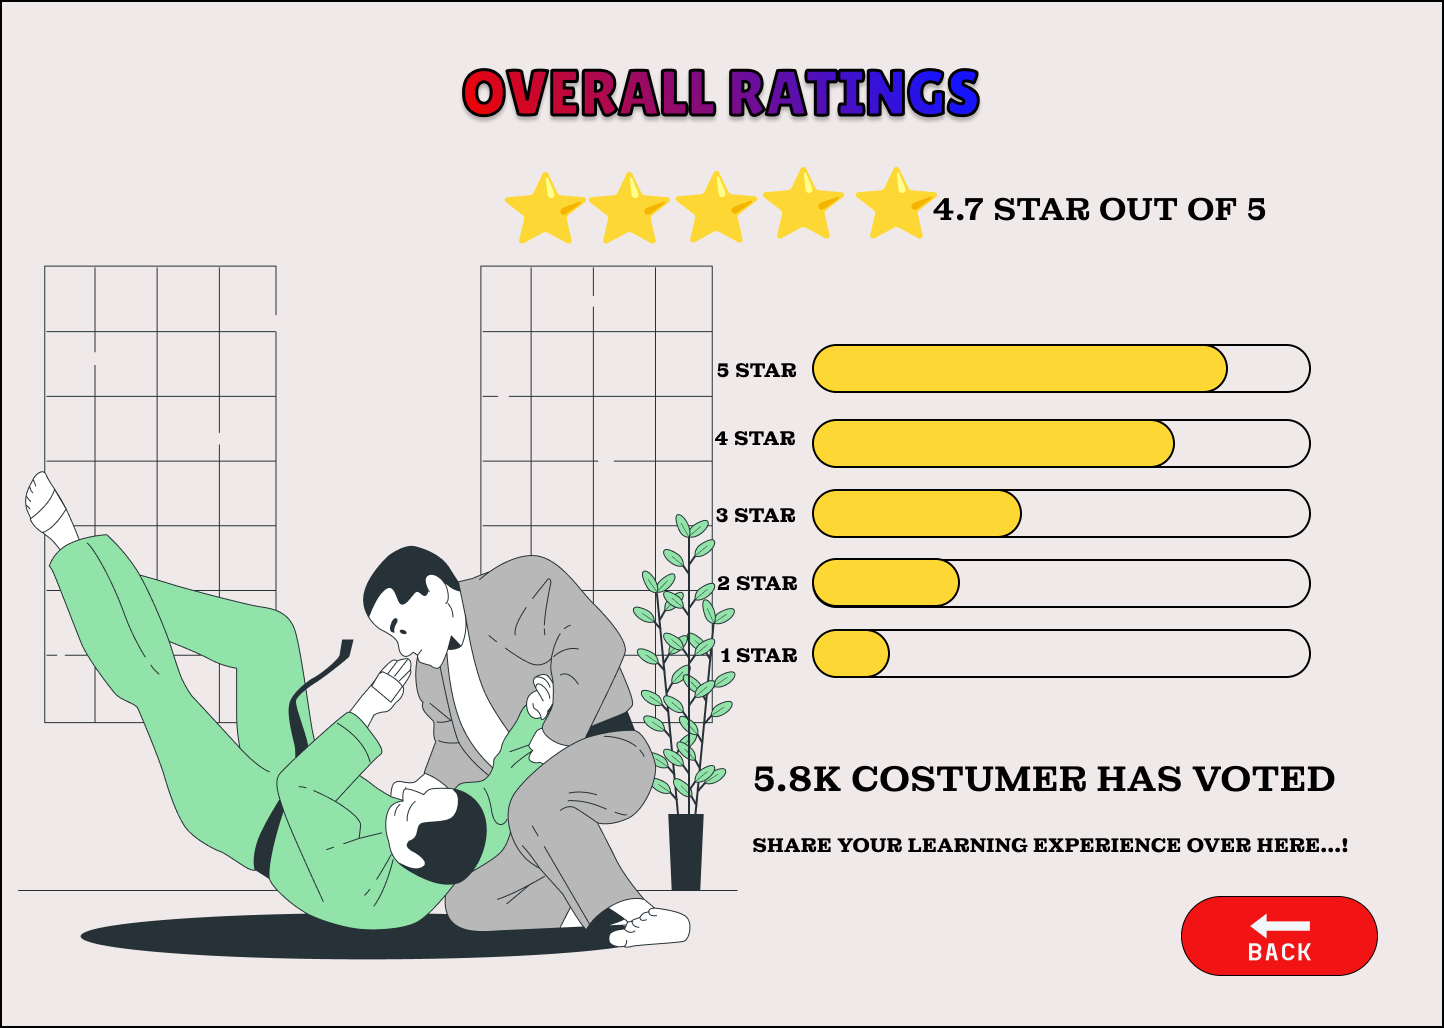 OVERALL RATINGS
4.7 STAR OUT OF 5
5 STAR
4 STAR
3 STAR
2 STAR
1 STAR
5.8K COSTUMER HAS VOTED
SHARE YOUR LEARNING EXPERIENCE OVER HERE...!
BACK